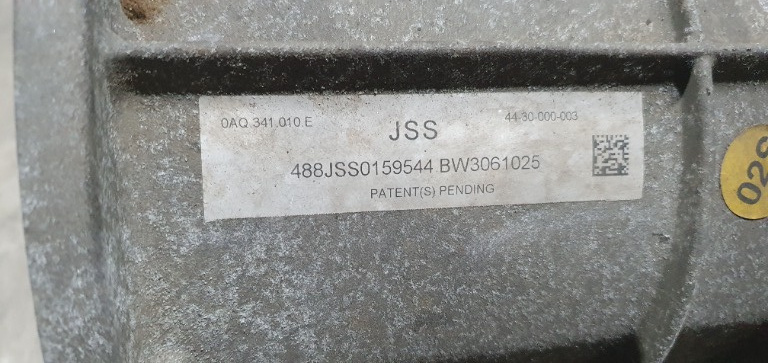 0AQ 341 010 E
44-30-000-003
JSS
488JSS0159544 BW3061025
PATENT(S) PENDING